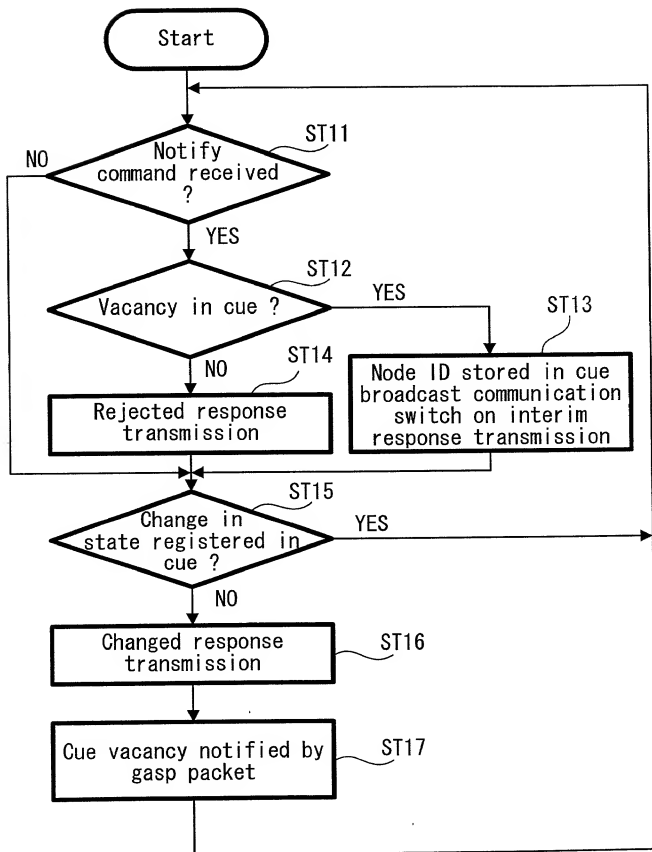 Start
ST11
NO
Notify
command received
?
YES
ST12
Vacancy in cue ?
YES
ST13
NO
ST14
Rejected response
transmission
Node ID stored in cue
broadcast communication
switch on interim
response transmission
ST15
Change in
state registered in
cue ?
YES
NO
Changed response
transmission
ST16
Cue vacancy notified by
gasp packet
ST17